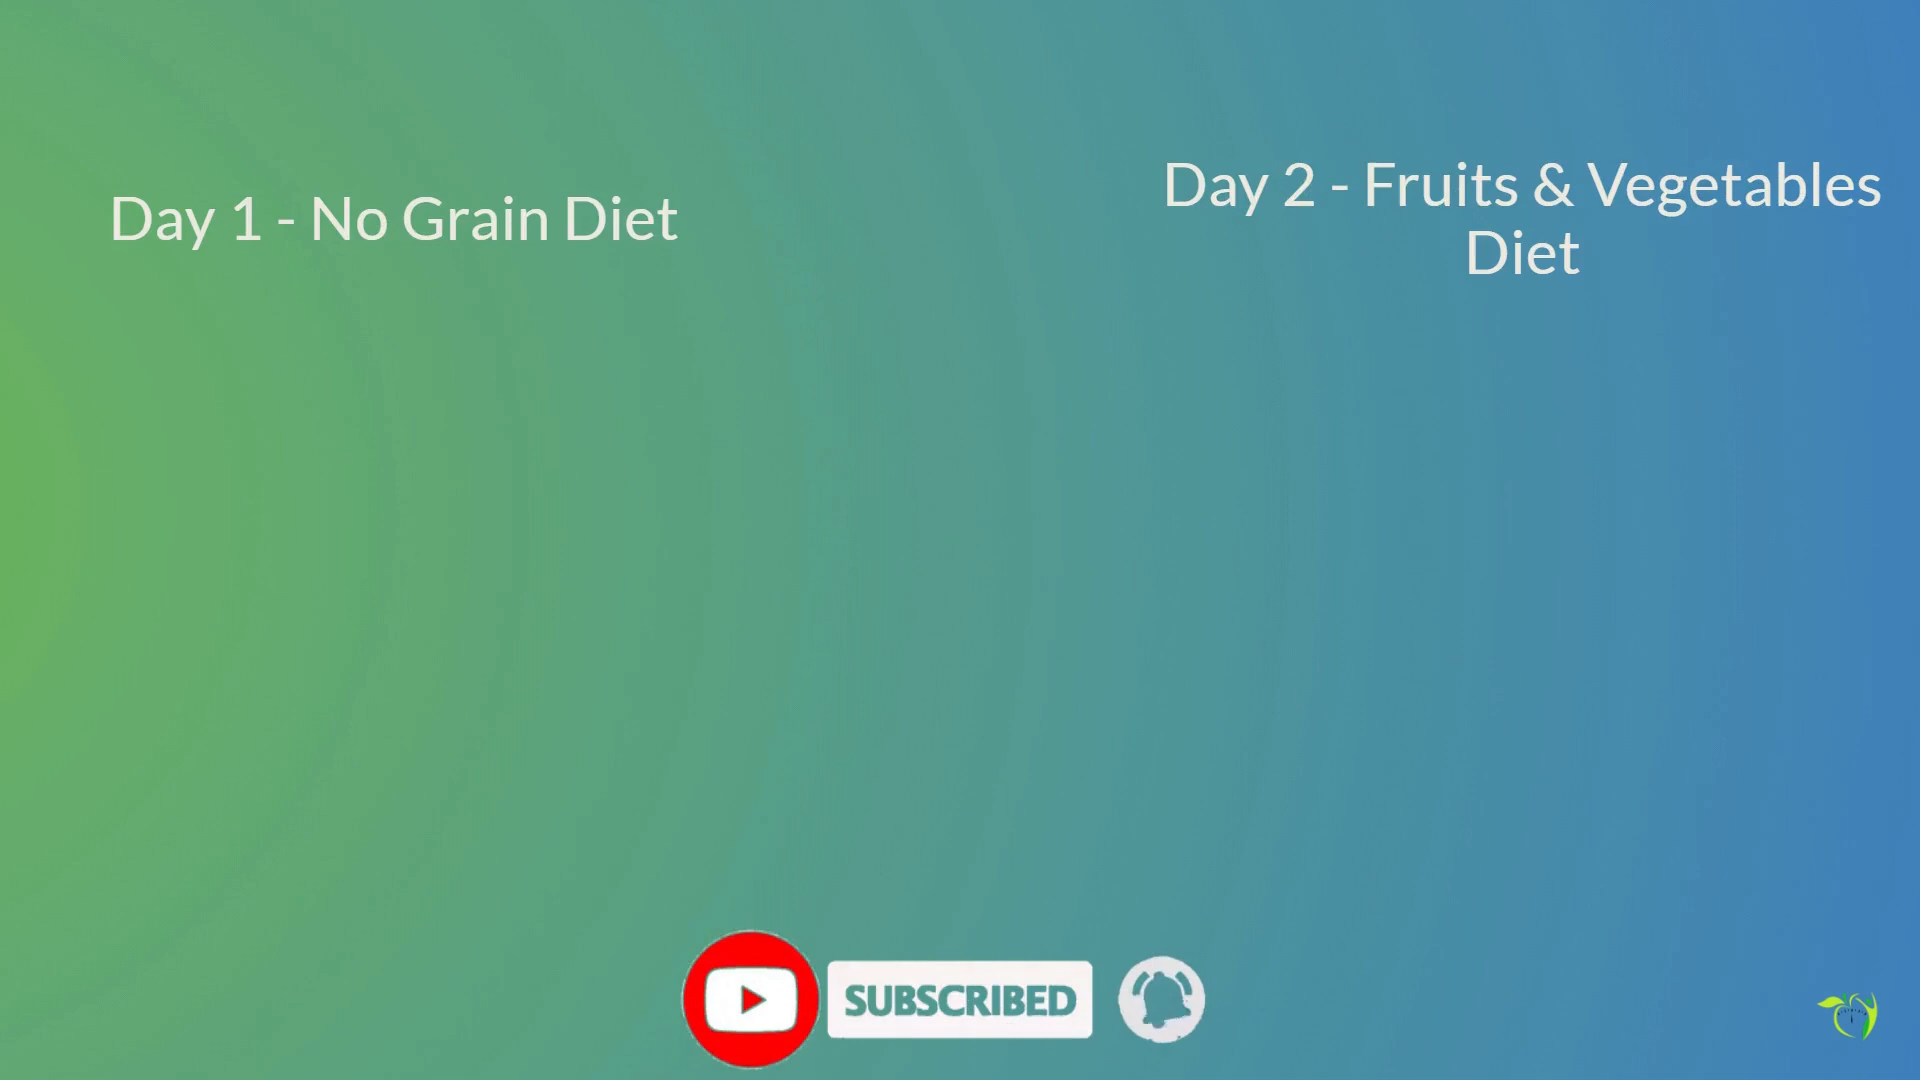 Day 1 - No Grain Diet
Day 2 - Fruits & Vegetables
Diet
SUBSCRIBED